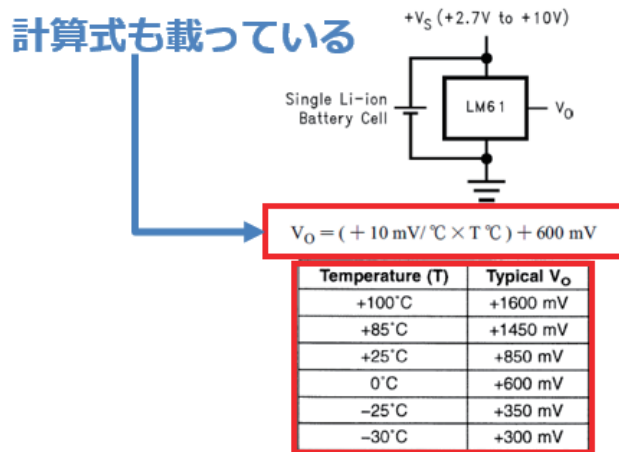 計算式も載っている
+VS (+2.7V to +10V)
Single Li-ion
Battery Cell
LM61
VO
VO = ( + 10 mV/ ℃ × T ℃ ) + 600 mV
Temperature (T) Typical VO
+100°C +1600 mV
+85°C +1450 mV
+25°C +850 mV
0°C +600 mV
−25°C +350 mV
−30°C +300 mV